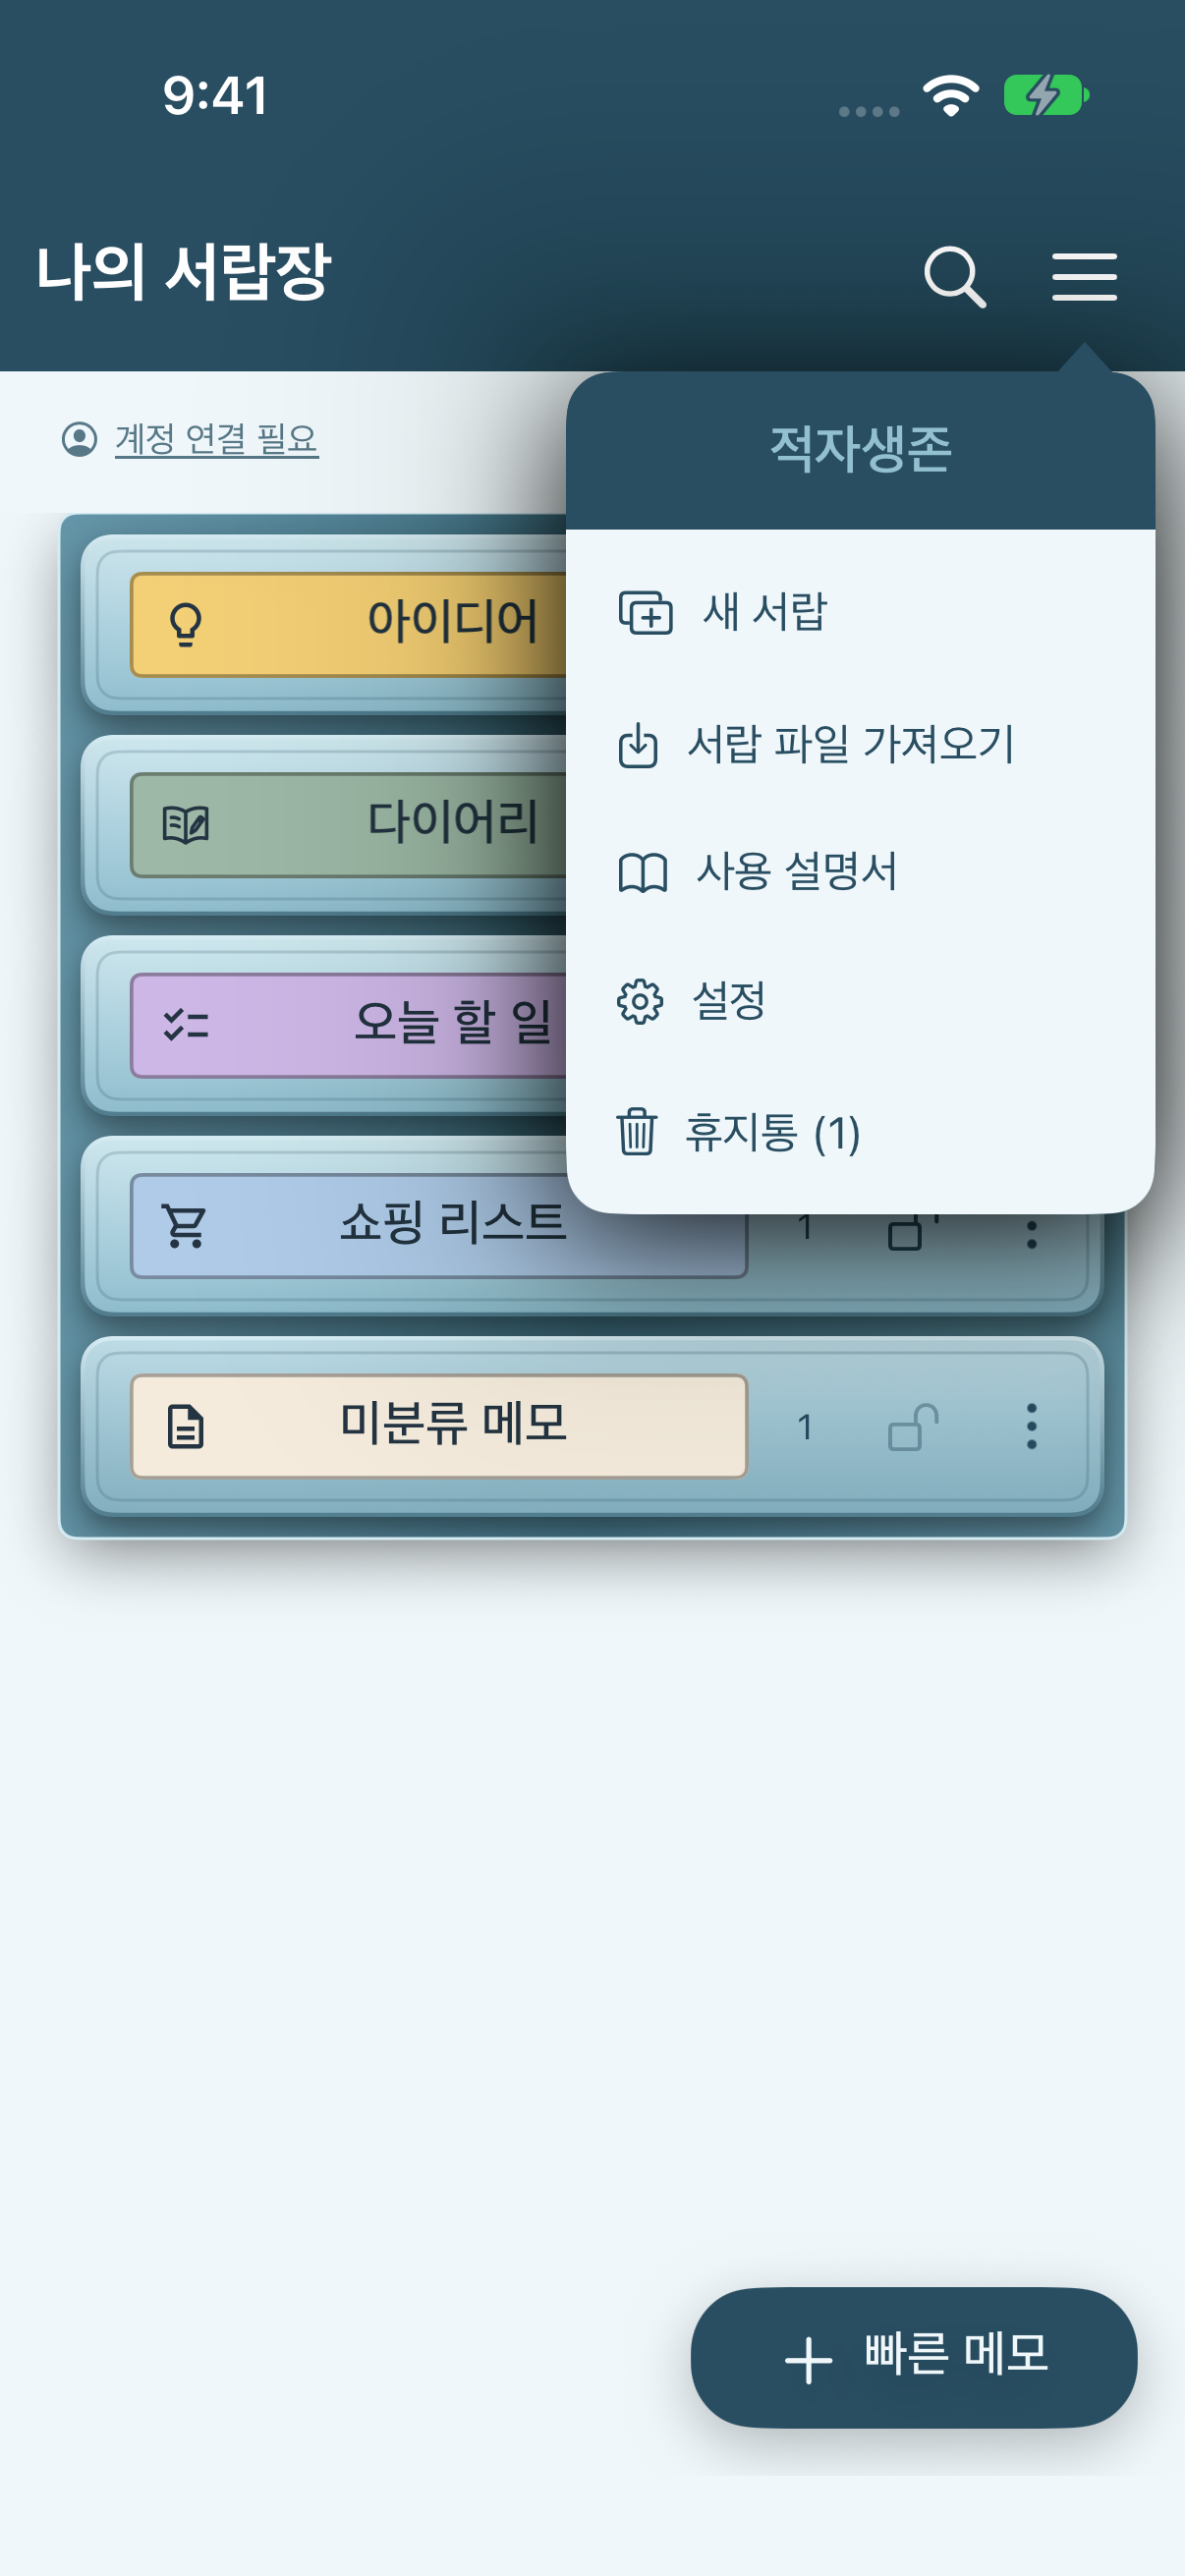 9:41
나의 서랍장
계정 연결 필요
적자생존
새 서랍
서랍 파일 가져오기
사용 설명서
설정
휴지통 (1)
아이디어
다이어리
오늘 할 일
쇼핑 리스트 1
미분류 메모 1
빠른 메모